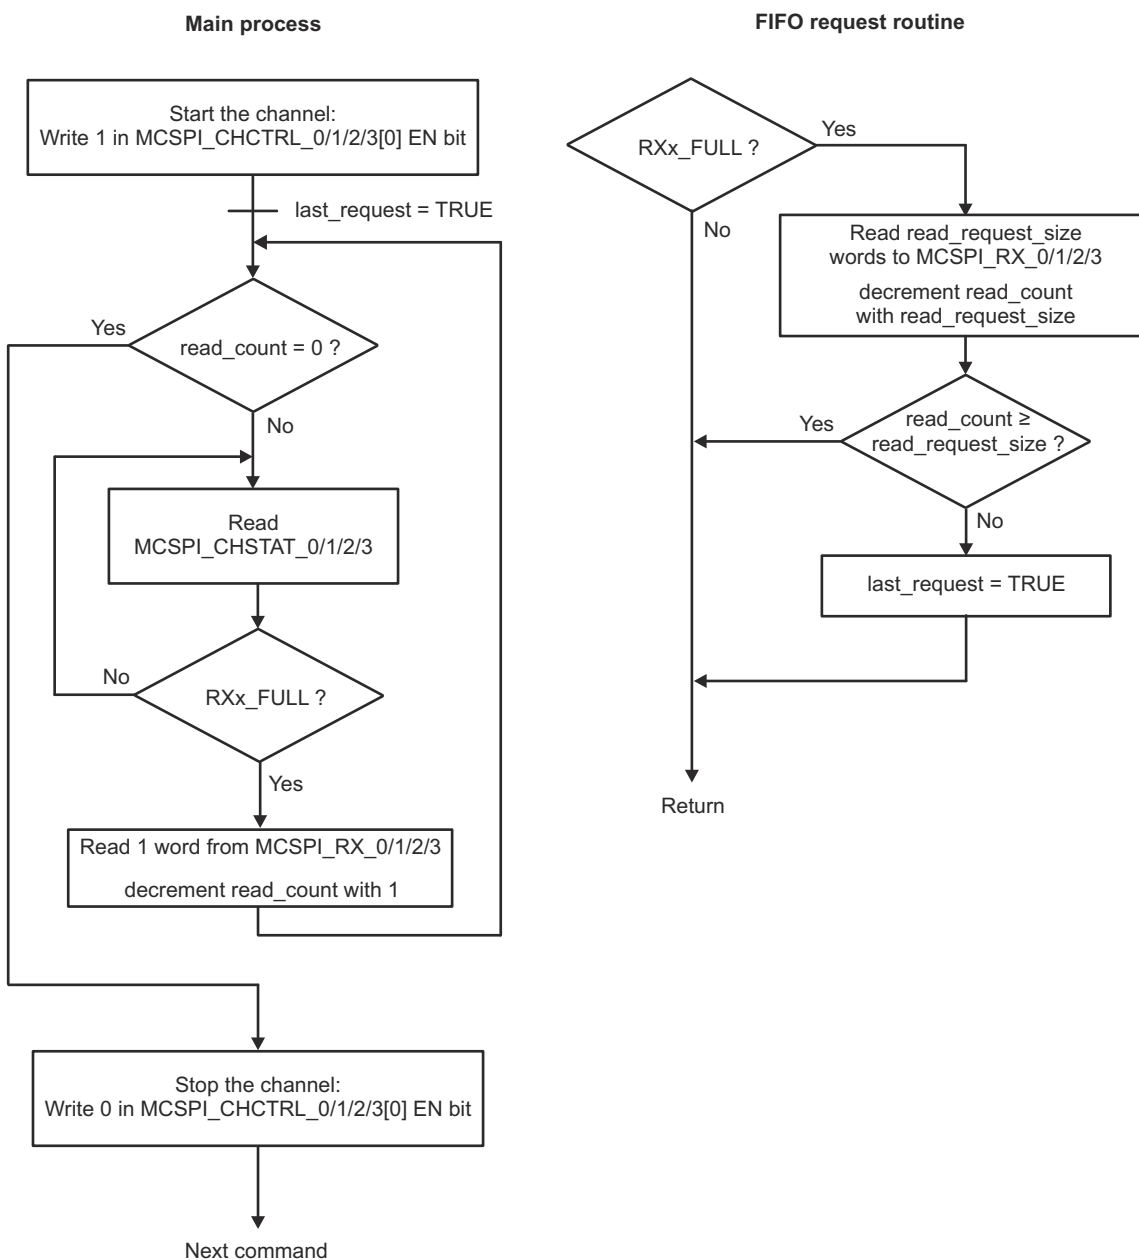 Main process
Start the channel:
Write 1 in MCSPI_CHCTRL_0/1/2/3[0] EN bit
last_request = TRUE
Yes
read_count = 0 ?
No
Read
MCSPI_CHSTAT_0/1/2/3
No
RXx_FULL ?
Yes
Read 1 word from MCSPI_RX_0/1/2/3
decrement read_count with 1
Stop the channel:
Write 0 in MCSPI_CHCTRL_0/1/2/3[0] EN bit
Next command
FIFO request routine
RXx_FULL ?
Yes
No
Read read_request_size
words to MCSPI_RX_0/1/2/3
decrement read_count
with read_request_size
Yes
read_count ≥
read_request_size ?
No
last_request = TRUE
Return